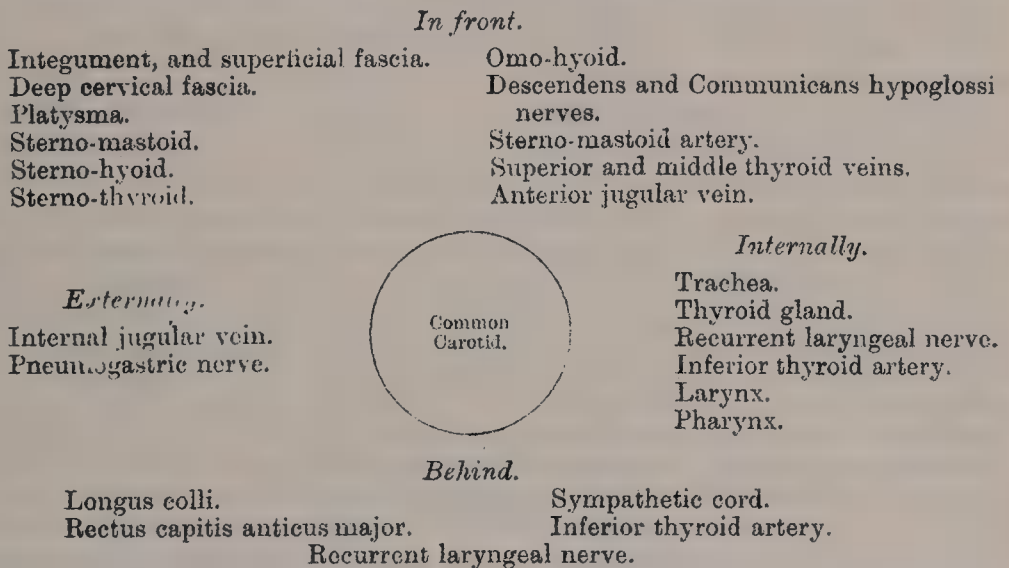 In front.
Integument, and superficial fascia.
Deep cervical fascia.
Platysma.
Sterno-mastoid.
Sterno-hyoid.
Sterno-thyroid.
Omo-hyoid.
Descendens and Communicans hypoglossi
nerves.
Sterno-mastoid artery.
Superior and middle thyroid veins.
Anterior jugular vein.
Externally.
Internal jugular vein.
Pneumogastric nerve.
Common
Carotid.
Internally.
Trachea.
Thyroid gland.
Recurrent laryngeal nerve.
Inferior thyroid artery.
Larynx.
Pharynx.
Behind.
Longus colli.
Rectus capitis anticus major.
Sympathetic cord.
Inferior thyroid artery.
Recurrent laryngeal nerve.